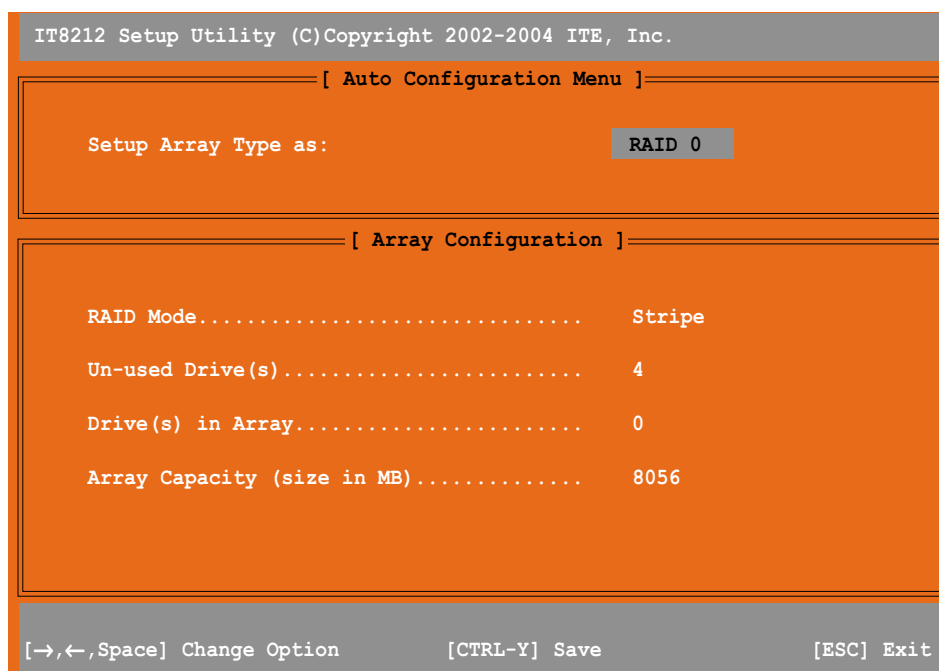 IT8212 Setup Utility (C)Copyright 2002-2004 ITE, Inc.
[ Auto Configuration Menu ]
Setup Array Type as: RAID 0
[ Array Configuration ]
RAID Mode................................ Stripe
Un-used Drive(s)......................... 4
Drive(s) in Array........................ 0
Array Capacity (size in MB).............. 8056
[→,←,Space] Change Option [CTRL-Y] Save [ESC] Exit